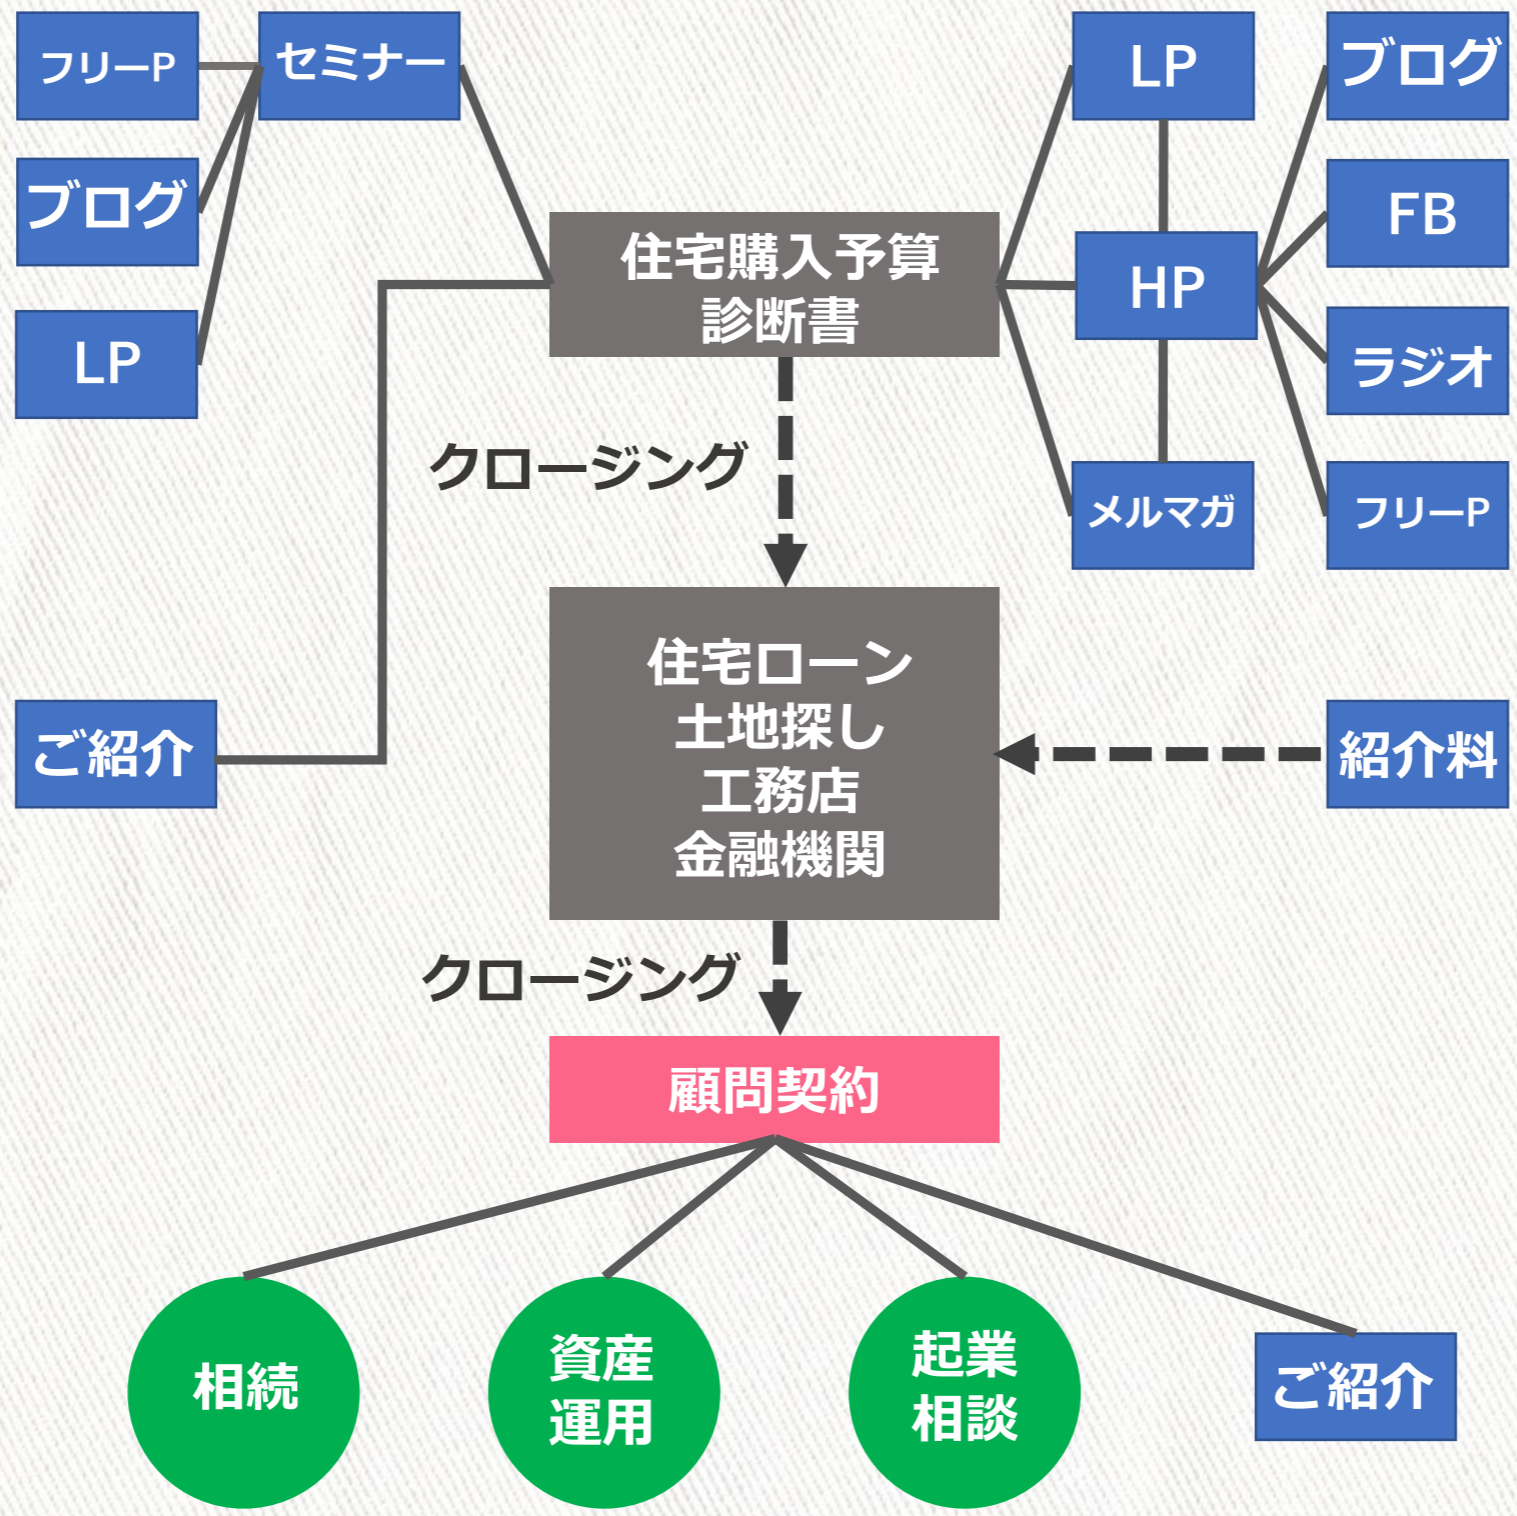 フリーP
セミナー
LP
ブログ
ブログ
FB
住宅購入予算
診断書
HP
LP
ラジオ
クロージング
メルマガ
フリーP
住宅ローン
土地探し
工務店
金融機関
ご紹介
紹介料
クロージング
顧問契約
相続
資産
運用
起業
相談
ご紹介